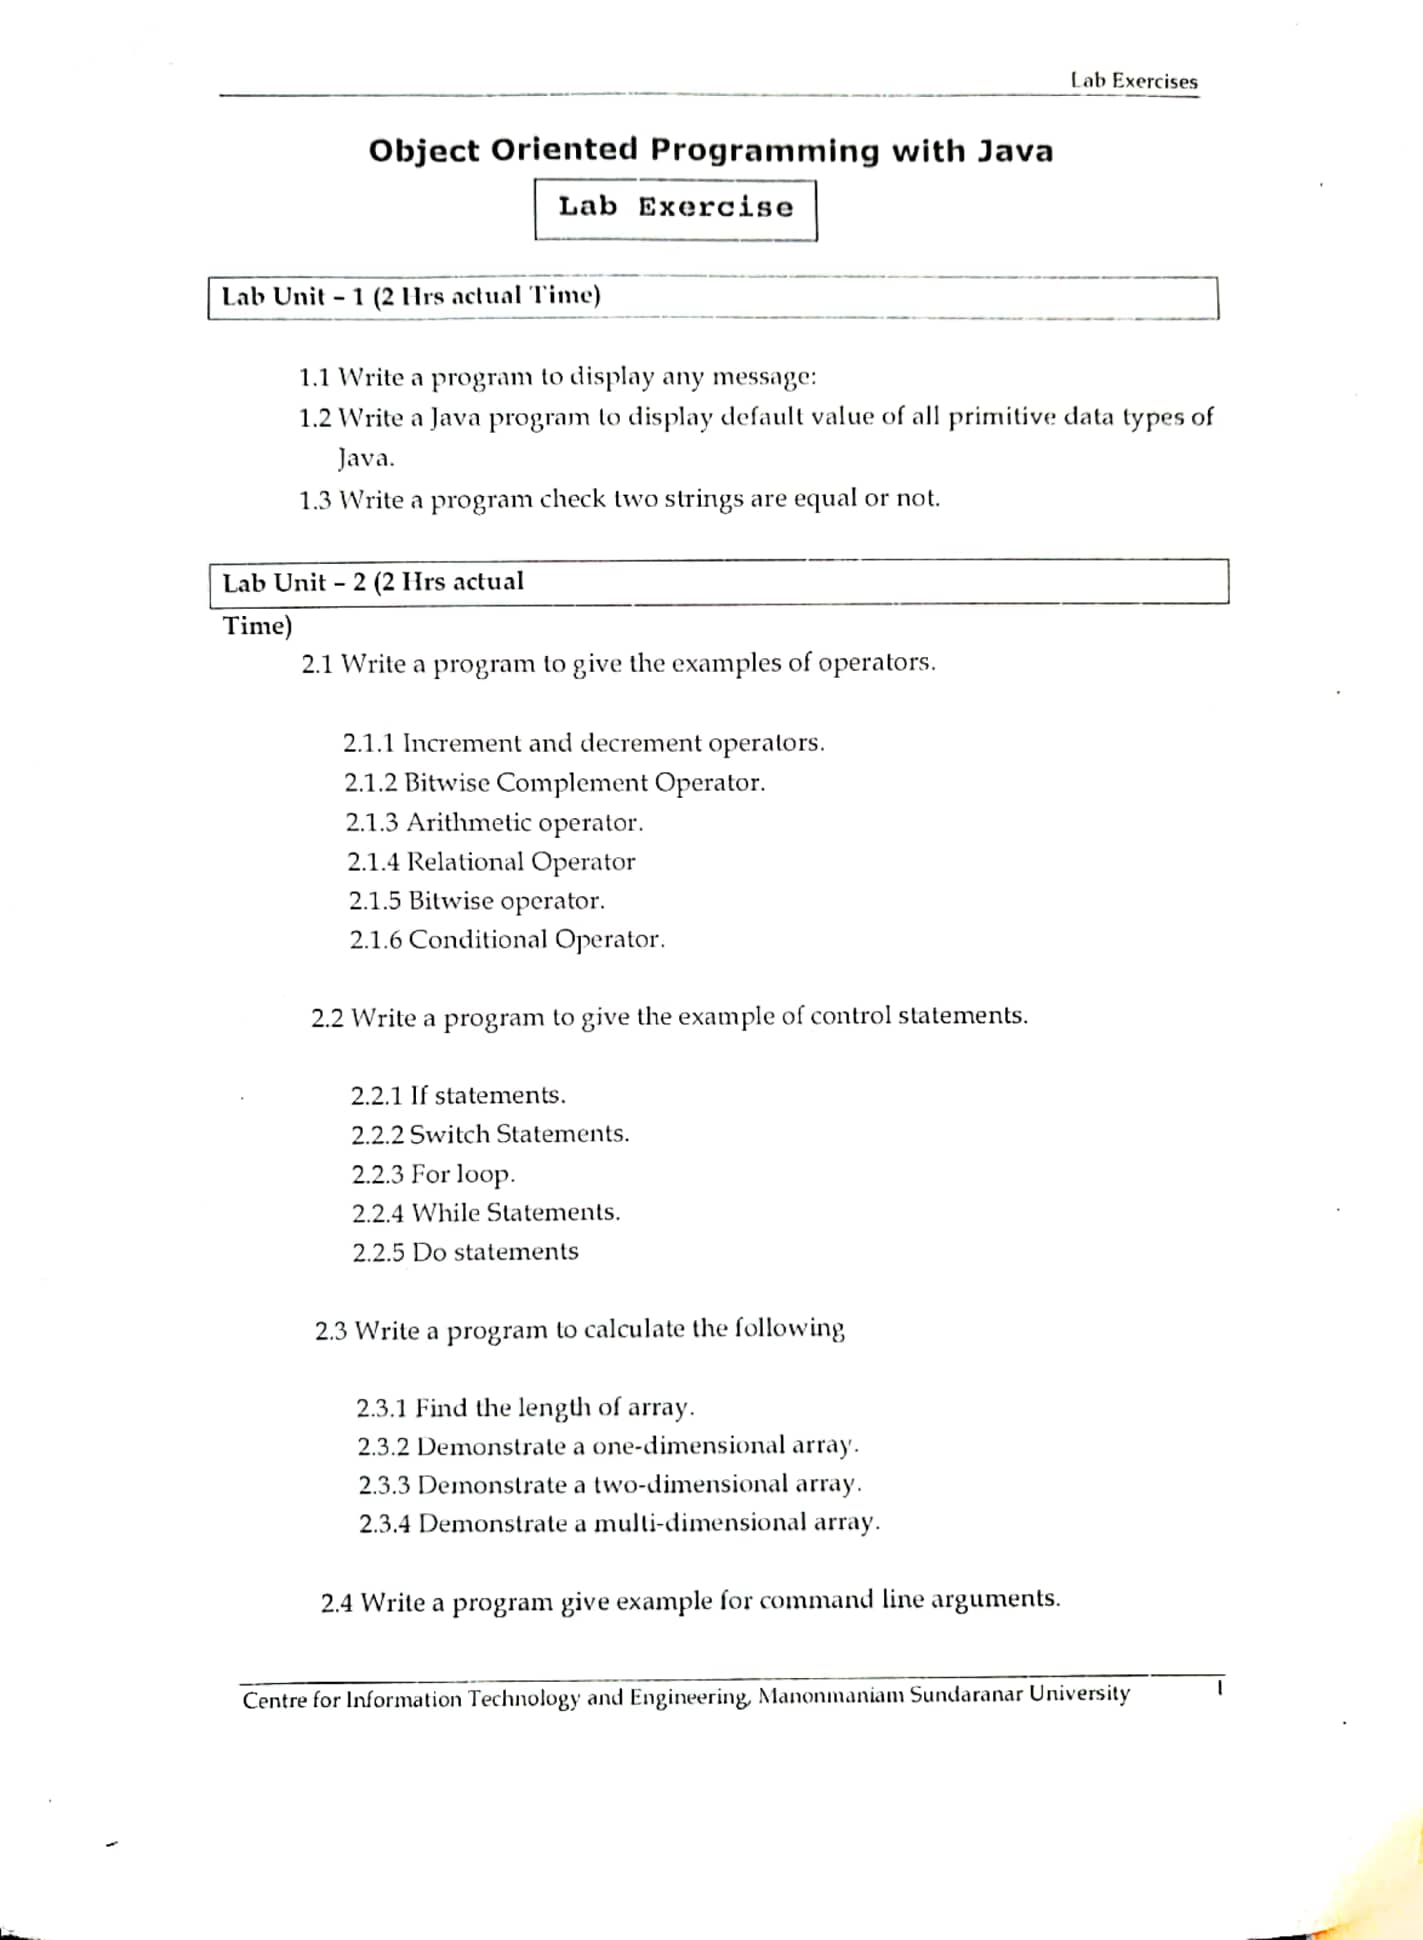 Lab Exercises
Object Oriented Programming with Java
Lab Exercise
Lab Unit – 1 (2 Hrs actual Time)
1.1 Write a program to display any message:
1.2 Write a Java program to display default value of all primitive data types of
Java.
1.3 Write a program check two strings are equal or not.
Lab Unit – 2 (2 Hrs actual
Time)
2.1 Write a program to give the examples of operators.
2.1.1 Increment and decrement operators.
2.1.2 Bitwise Complement Operator.
2.1.3 Arithmetic operator.
2.1.4 Relational Operator
2.1.5 Bitwise operator.
2.1.6 Conditional Operator.
2.2 Write a program to give the example of control statements.
2.2.1 If statements.
2.2.2 Switch Statements.
2.2.3 For loop.
2.2.4 While Statements.
2.2.5 Do statements
2.3 Write a program to calculate the following
2.3.1 Find the length of array.
2.3.2 Demonstrate a one-dimensional array.
2.3.3 Demonstrate a two-dimensional array.
2.3.4 Demonstrate a multi-dimensional array.
2.4 Write a program give example for command line arguments.
Centre for Information Technology and Engineering, Manonmaniam Sundaranar University 1